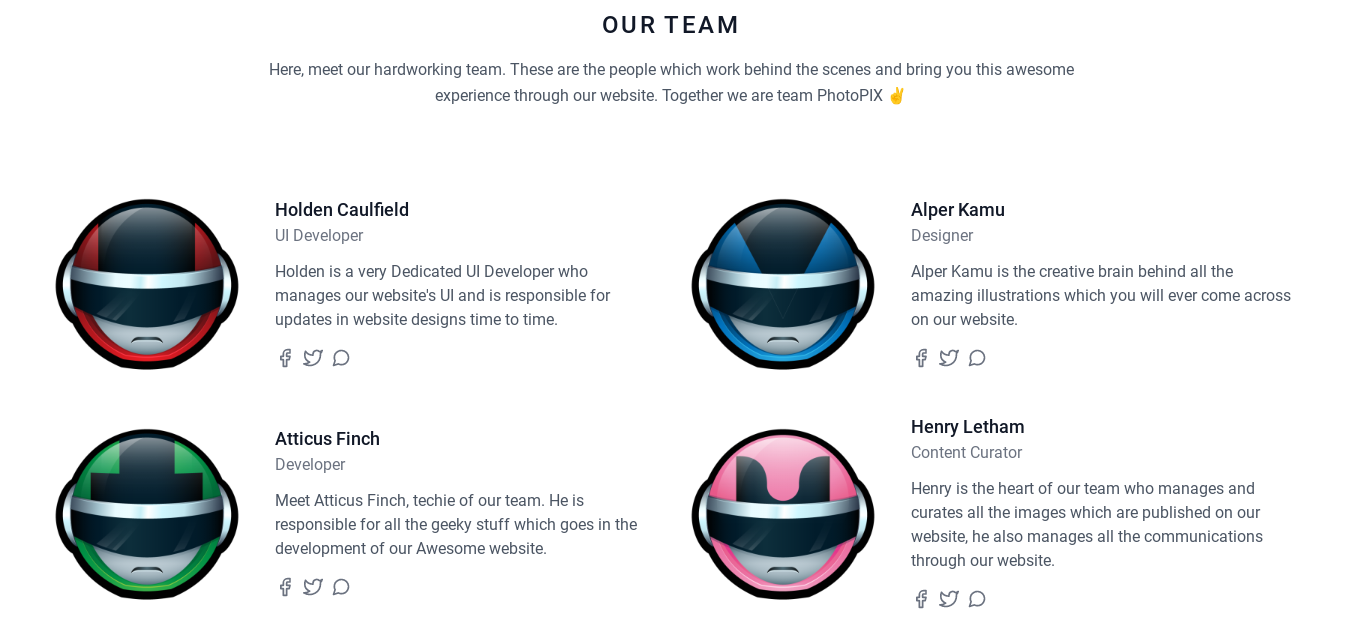 OUR TEAM
Here, meet our hardworking team. These are the people which work behind the scenes and bring you this awesome
experience through our website. Together we are team PhotoPIX ✌
Holden Caulfield
UI Developer
Holden is a very Dedicated UI Developer who
manages our website's UI and is responsible for
updates in website designs time to time.
Alper Kamu
Designer
Alper Kamu is the creative brain behind all the
amazing illustrations which you will ever come across
on our website.
Atticus Finch
Developer
Meet Atticus Finch, techie of our team. He is
responsible for all the geeky stuff which goes in the
development of our Awesome website.
Henry Letham
Content Curator
Henry is the heart of our team who manages and
curates all the images which are published on our
website, he also manages all the communications
through our website.